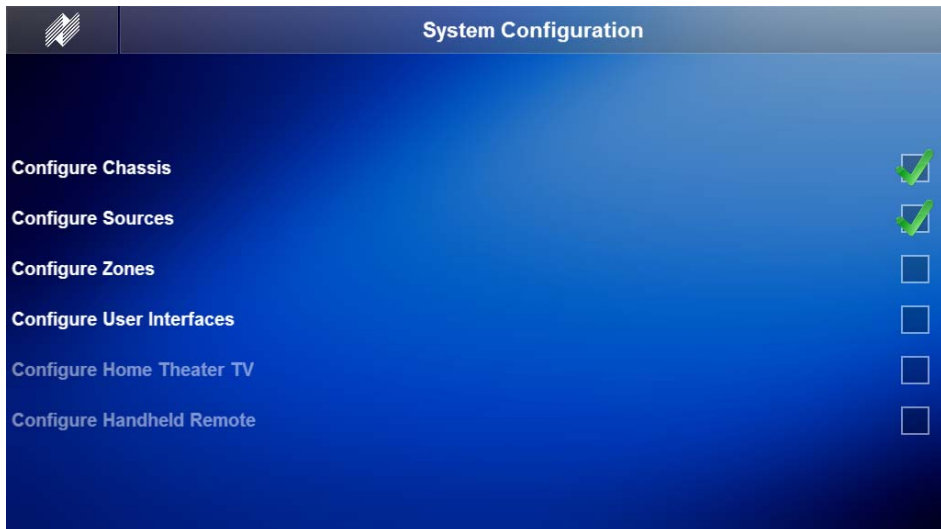 System Configuration
Configure Chassis
Configure Sources
Configure Zones
Configure User Interfaces
Configure Home Theater TV
Configure Handheld Remote